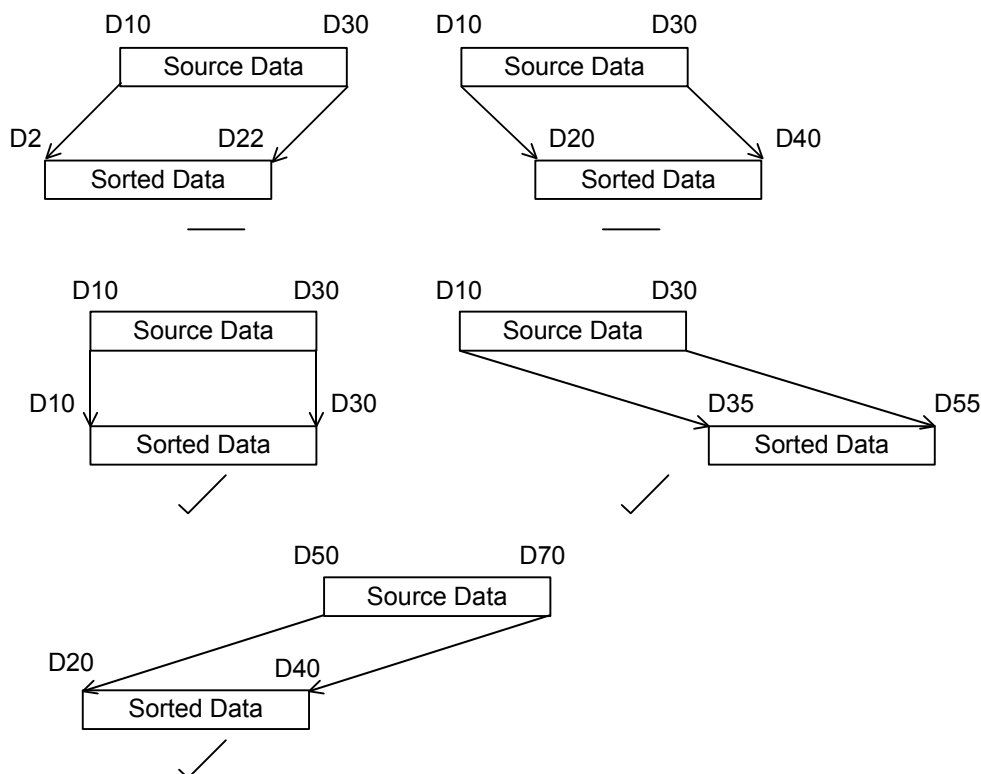 D10 D30 D10 D30
Source Data Source Data
D2 D22 D20 D40
Sorted Data Sorted Data
D10 D30 D10 D30
Source Data Source Data
D10 D30 D35 D55
Sorted Data Sorted Data
D50 D70
Source Data
D20 D40
Sorted Data